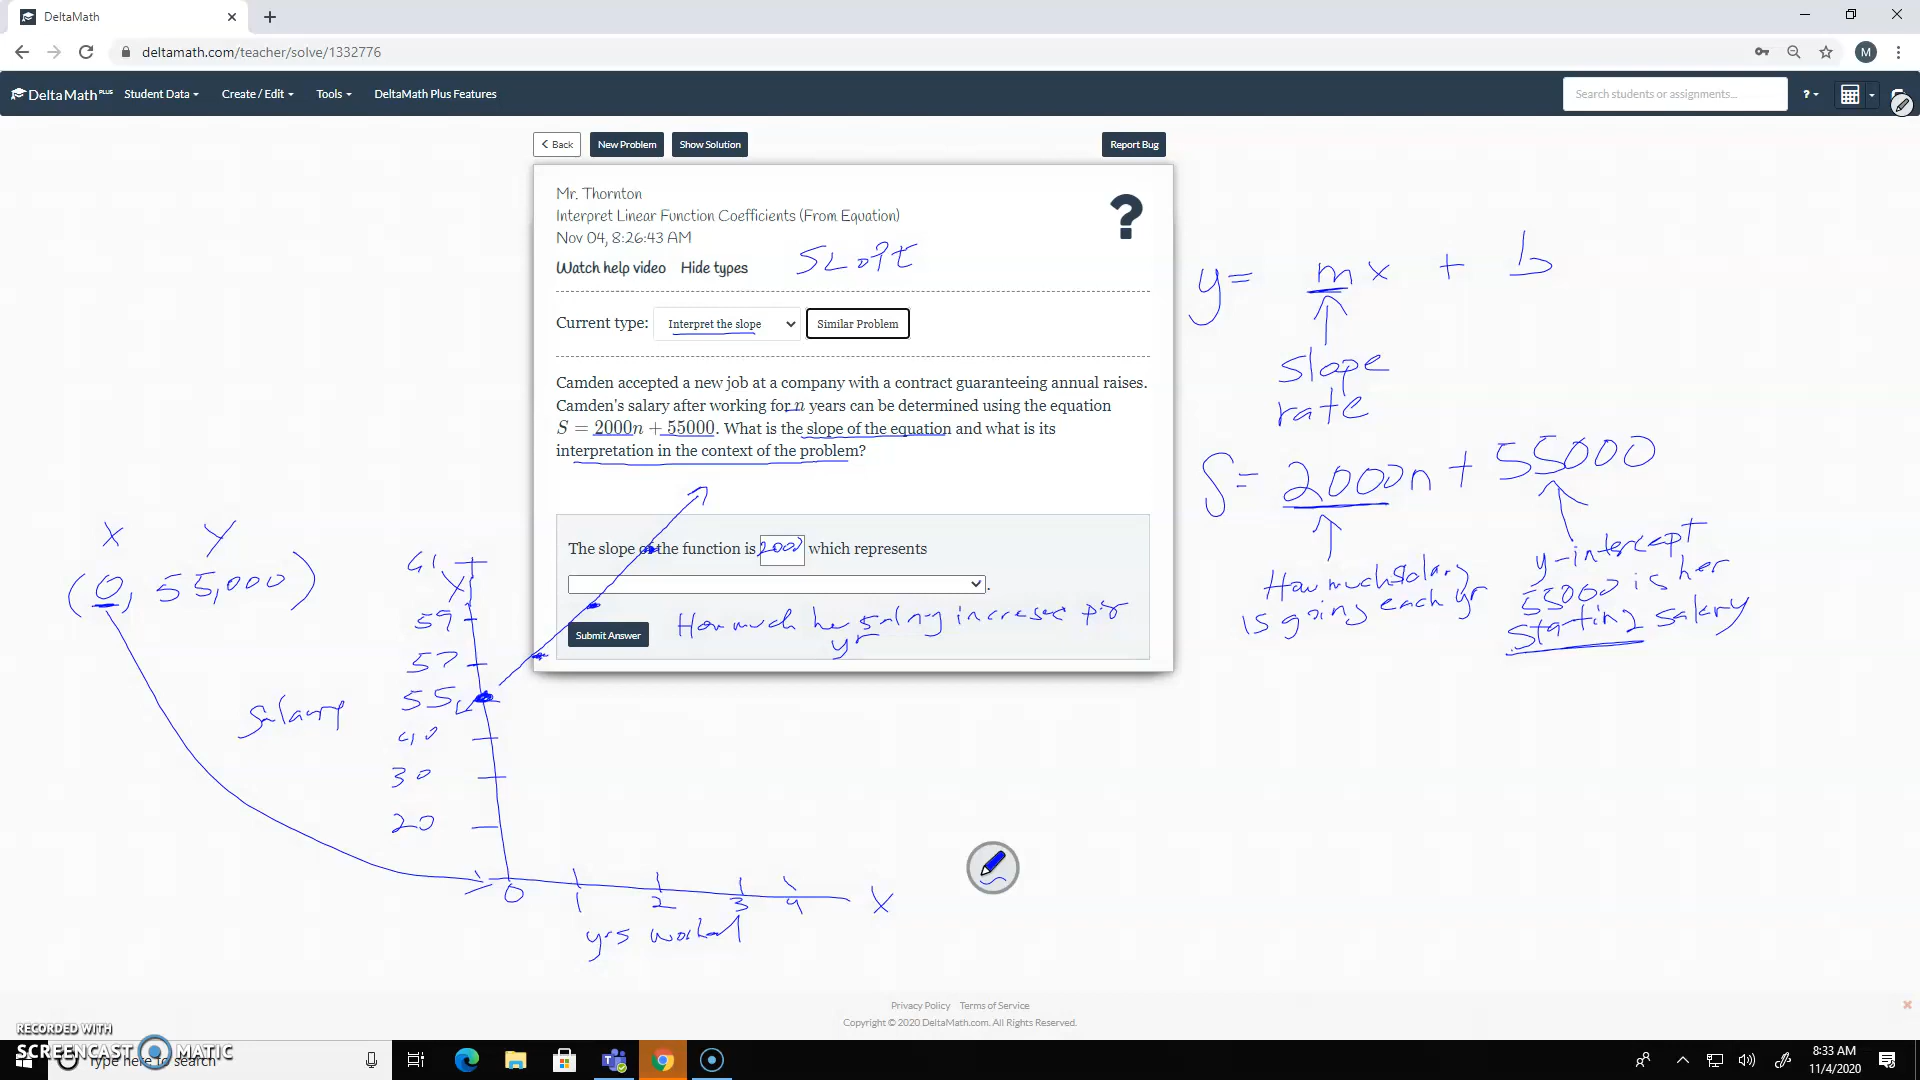 DeltaMath
deltamath.com/teacher/solve/1332776
M
DeltaMath PLUS Student Data Create / Edit Tools DeltaMath Plus Features
Search students or assignments... ?
Back New Problem Show Solution Report Bug
Mr. Thornton
Interpret Linear Function Coefficients (From Equation)
Nov 04, 8:26:43 AM
Watch help video Hide types
SLOPE
?
Current type: Interpret the slope Similar Problem
Camden accepted a new job at a company with a contract guaranteeing annual raises.
Camden's salary after working for n years can be determined using the equation
S = 2000n + 55000. What is the slope of the equation and what is its
interpretation in the context of the problem?
The slope of the function is 2000 which represents
.
Submit Answer
How much her salary increases per
yr
y = mx + b
slope
rate
S = 2000n + 55000
How much salary
is going each yr
y-intercept
55000 is her
starting salary
X Y
(0, 55,000)
61
Y
59
57
55
40
30
20
salary
0 1 2 3 4 X
yrs worked
Privacy Policy Terms of Service
Copyright © 2020 DeltaMath.com. All Rights Reserved.
RECORDED WITH
SCREENCAST MATIC
Type here to search
8:33 AM
11/4/2020